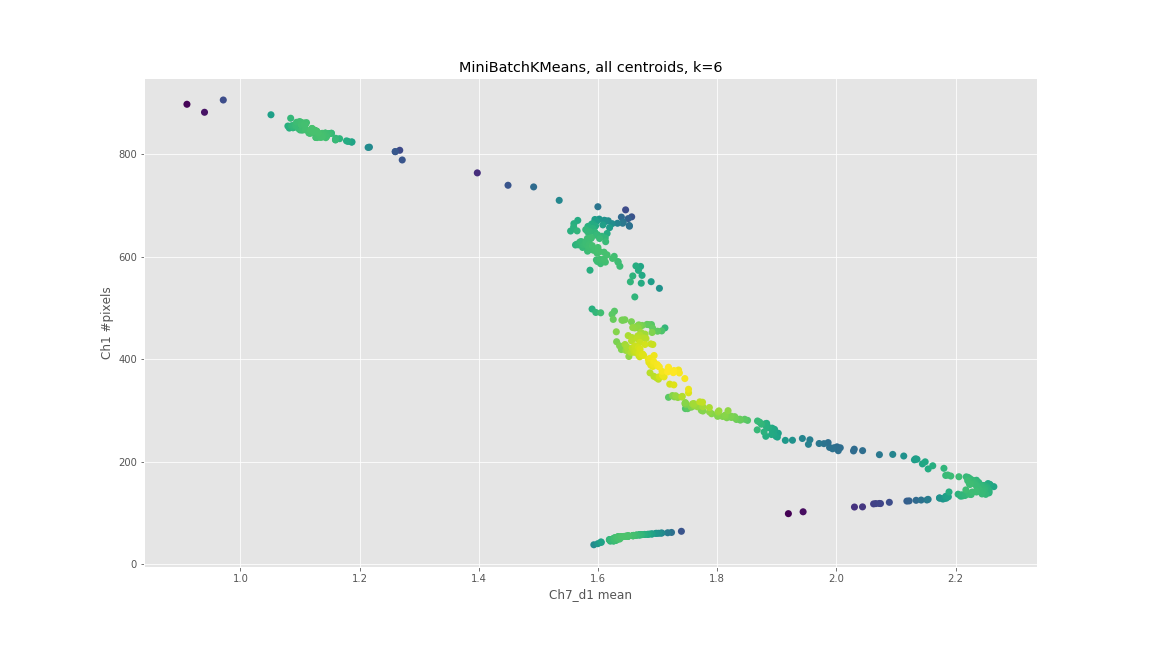 MiniBatchKMeans, all centroids, k=6
800
600
400
200
0
Ch1 #pixels
1.0 1.2 1.4 1.6 1.8 2.0 2.2
Ch7_d1 mean